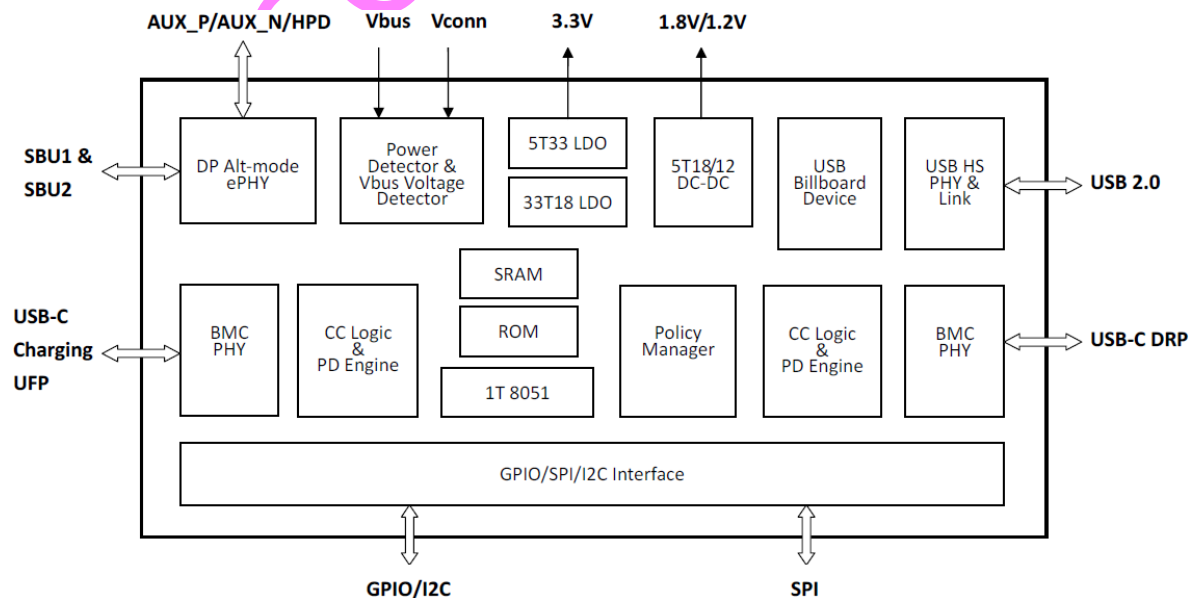 AUX_P/AUX_N/HPD
Vbus
Vconn
3.3V
1.8V/1.2V
SBU1 &
SBU2
DP Alt-mode
ePHY
Power
Detector &
Vbus Voltage
Detector
5T33 LDO
33T18 LDO
5T18/12
DC-DC
USB
Billboard
Device
USB HS
PHY &
Link
USB 2.0
USB-C
Charging
UFP
BMC
PHY
CC Logic
&
PD Engine
SRAM
ROM
1T 8051
Policy
Manager
CC Logic
&
PD Engine
BMC
PHY
USB-C DRP
GPIO/SPI/I2C Interface
GPIO/I2C
SPI